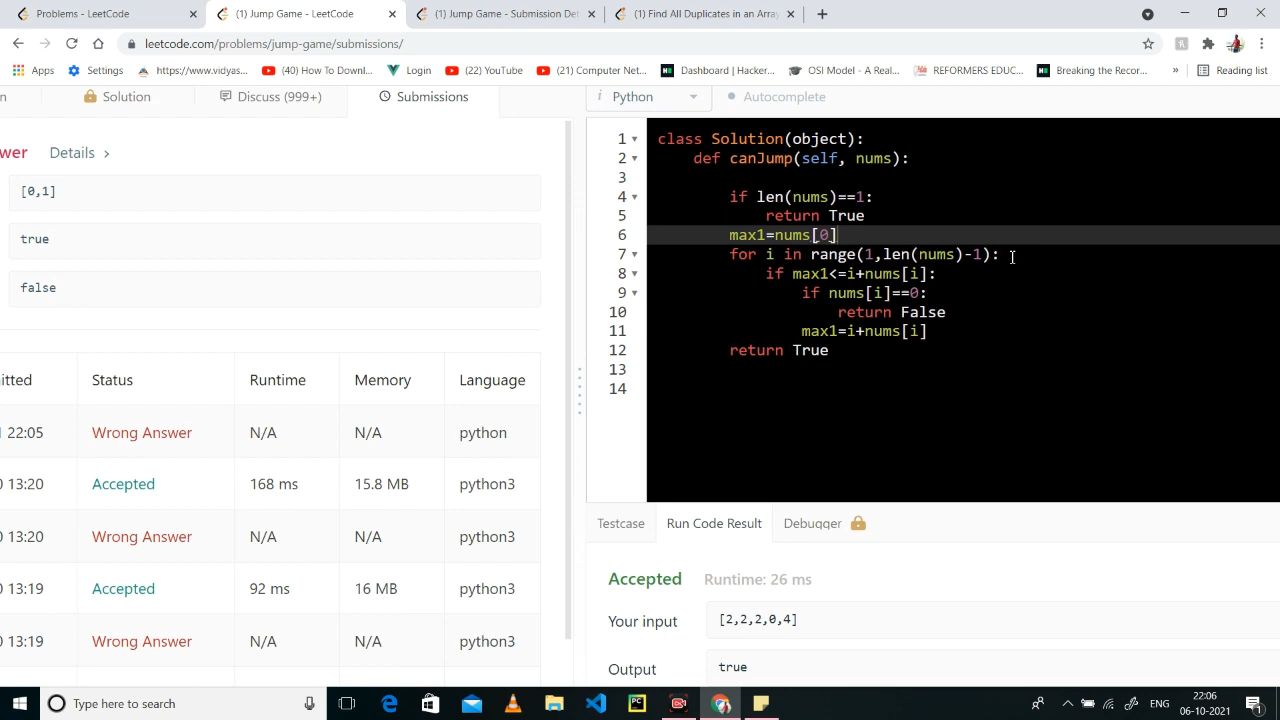 Problems - LeetCode
(1) Jump Game - LeetCode
(1) Jump Game - Submission Det
(1) Find All Duplicates in an Array
leetcode.com/problems/jump-game/submissions/
Apps
Settings
https://www.vidyas...
(40) How To Downl...
Login
(22) YouTube
(21) Computer Net...
Dashboard | Hacker...
OSI Model - A Real...
REFORMERS EDUC...
Breaking the Recor...
»
Reading list
n
Solution
Discuss (999+)
Submissions
i Python
Autocomplete
wer
Details >
[0,1]
true
false
itted
Status
Runtime
Memory
Language
1 22:05
Wrong Answer
N/A
N/A
python
0 13:20
Accepted
168 ms
15.8 MB
python3
0 13:20
Wrong Answer
N/A
N/A
python3
0 13:19
Accepted
92 ms
16 MB
python3
0 13:19
Wrong Answer
N/A
N/A
python3
1 class Solution(object):
2 def canJump(self, nums):
3
4 if len(nums)==1:
5 return True
6 max1=nums[0]
7 for i in range(1,len(nums)-1):
8 if max1<=i+nums[i]:
9 if nums[i]==0:
10 return False
11 max1=i+nums[i]
12 return True
13
14
Testcase
Run Code Result
Debugger
Accepted
Runtime: 26 ms
Your input
[2,2,2,0,4]
Output
true
Type here to search
PC
ENG
22:06
06-10-2021
1